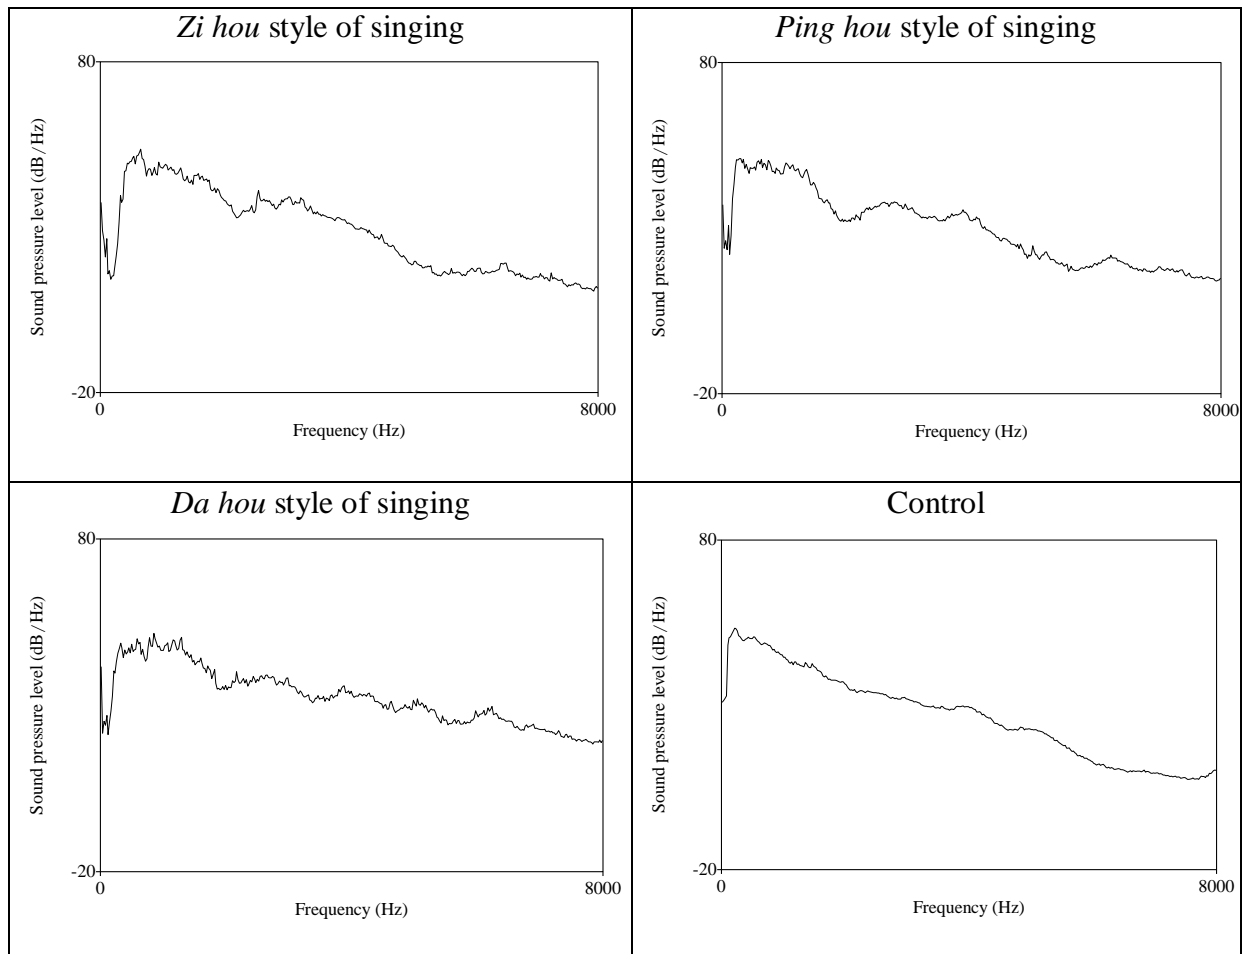 Zi hou style of singing
80
Sound pressure level (dB/Hz)
-20
0
8000
Frequency (Hz)
Ping hou style of singing
80
Sound pressure level (dB/Hz)
-20
0
8000
Frequency (Hz)
Da hou style of singing
80
Sound pressure level (dB/Hz)
-20
0
8000
Frequency (Hz)
Control
80
Sound pressure level (dB/Hz)
-20
0
8000
Frequency (Hz)